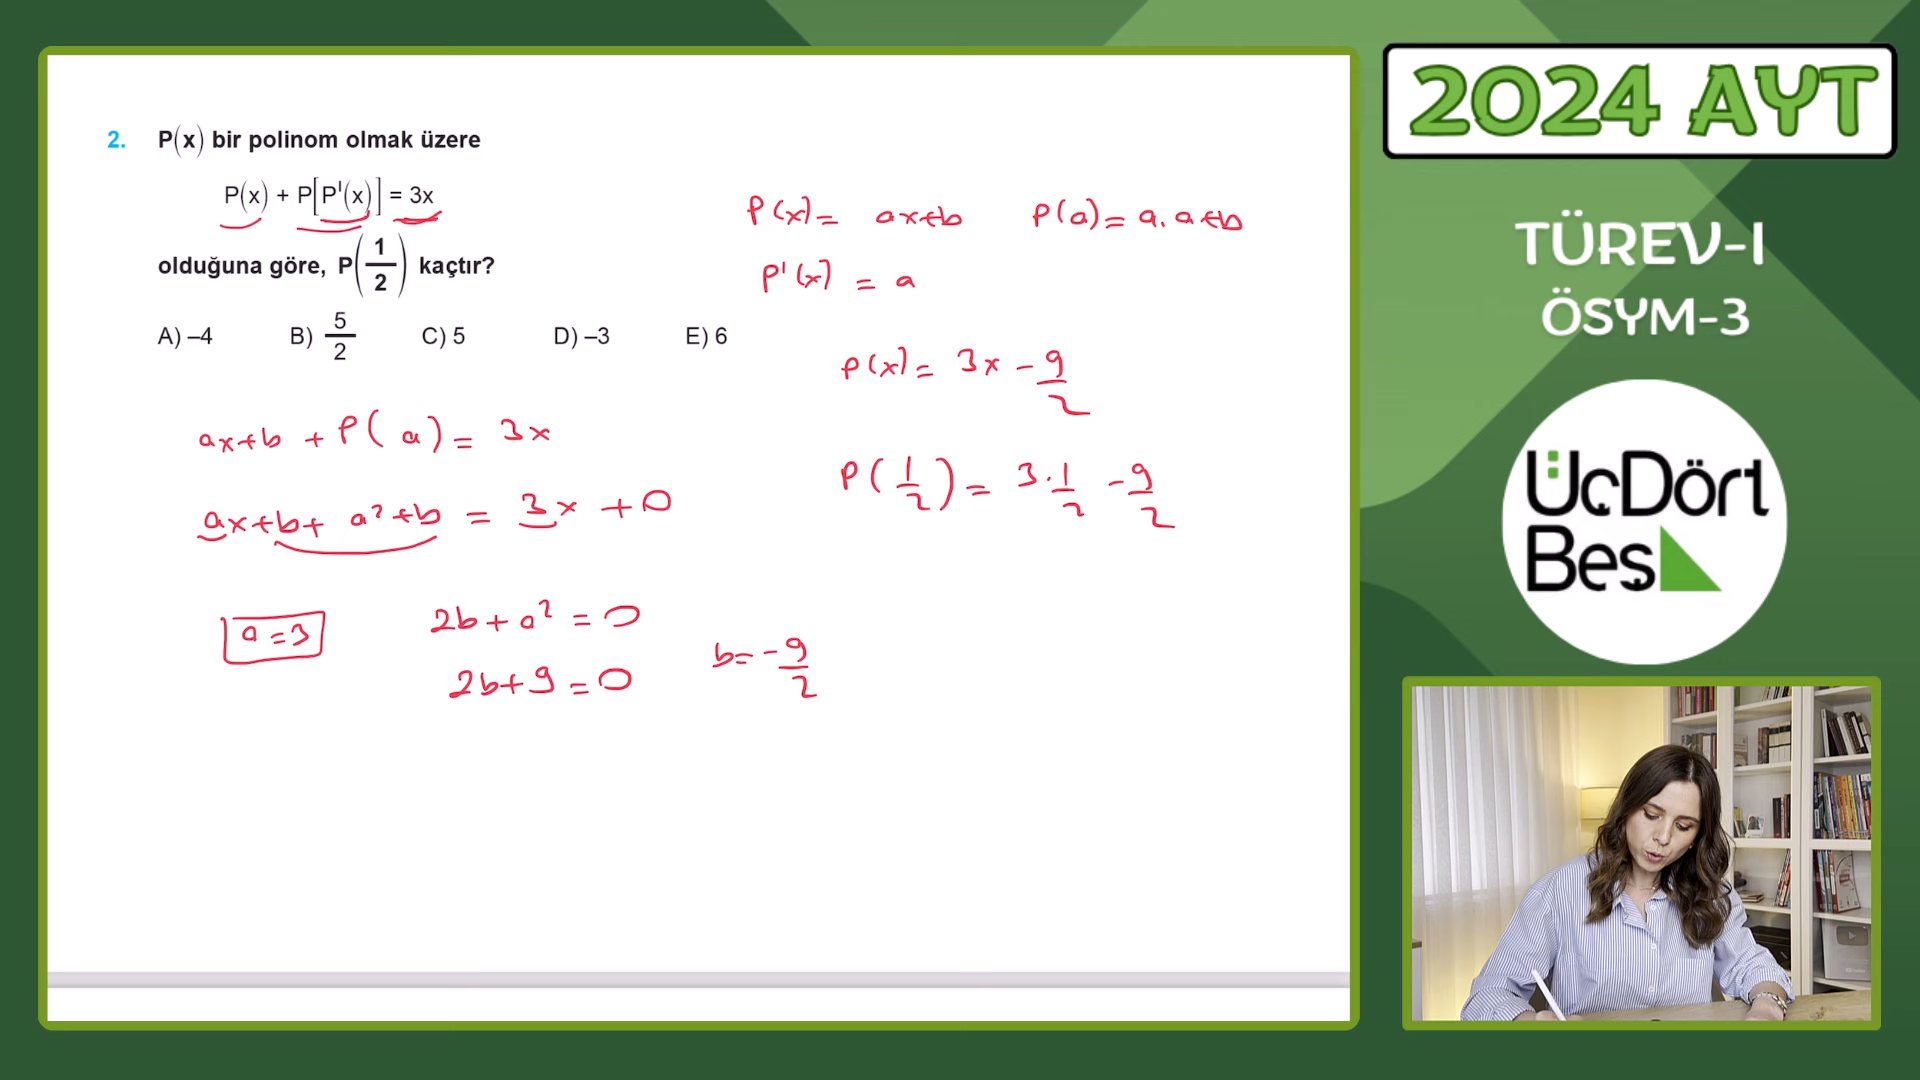 2. P(x) bir polinom olmak üzere
P(x) + P[P'(x)] = 3x
olduğuna göre, P(1/2) kaçtır?
A) –4 B) 5/2 C) 5 D) –3 E) 6
P(x) = ax+b P(a) = a.a+b
P'(x) = a
P(x) = 3x - 9/2
P(1/2) = 3.1/2 - 9/2
ax+b + P(a) = 3x
ax+b+ a²+b = 3x +0
a=3
2b+a² = 0
2b+9 = 0
b= -9/2
2024 AYT
TÜREV-I
ÖSYM-3
ÜçDört
Beş